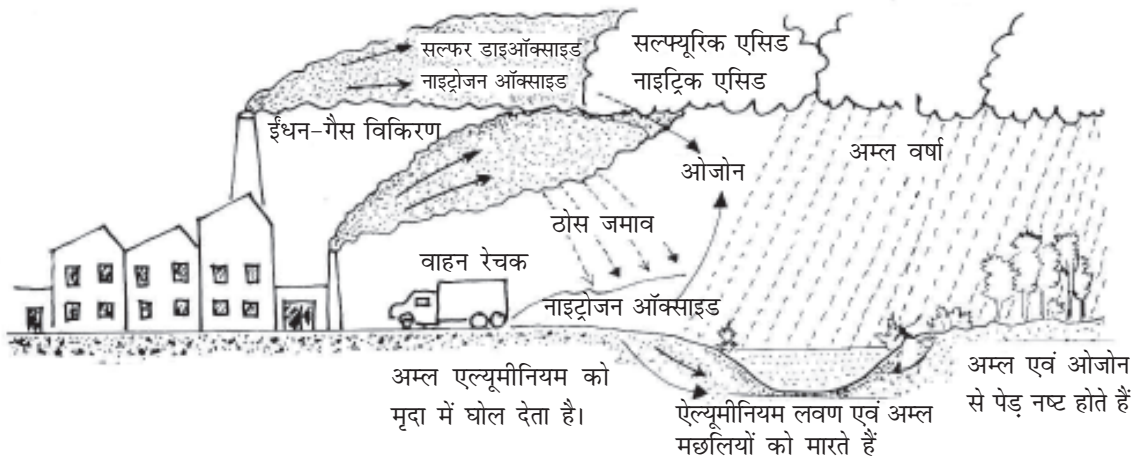 सल्फर डाइऑक्साइड
नाइट्रोजन ऑक्साइड
सल्फ्यूरिक एसिड
नाइट्रिक एसिड
ईंधन-गैस विकिरण
अम्ल वर्षा
ओजोन
ठोस जमाव
वाहन रेचक
नाइट्रोजन ऑक्साइड
अम्ल एल्यूमीनियम को
मृदा में घोल देता है।
ऐल्यूमीनियम लवण एवं अम्ल
मछलियों को मारते हैं
अम्ल एवं ओजोन
से पेड़ नष्ट होते हैं